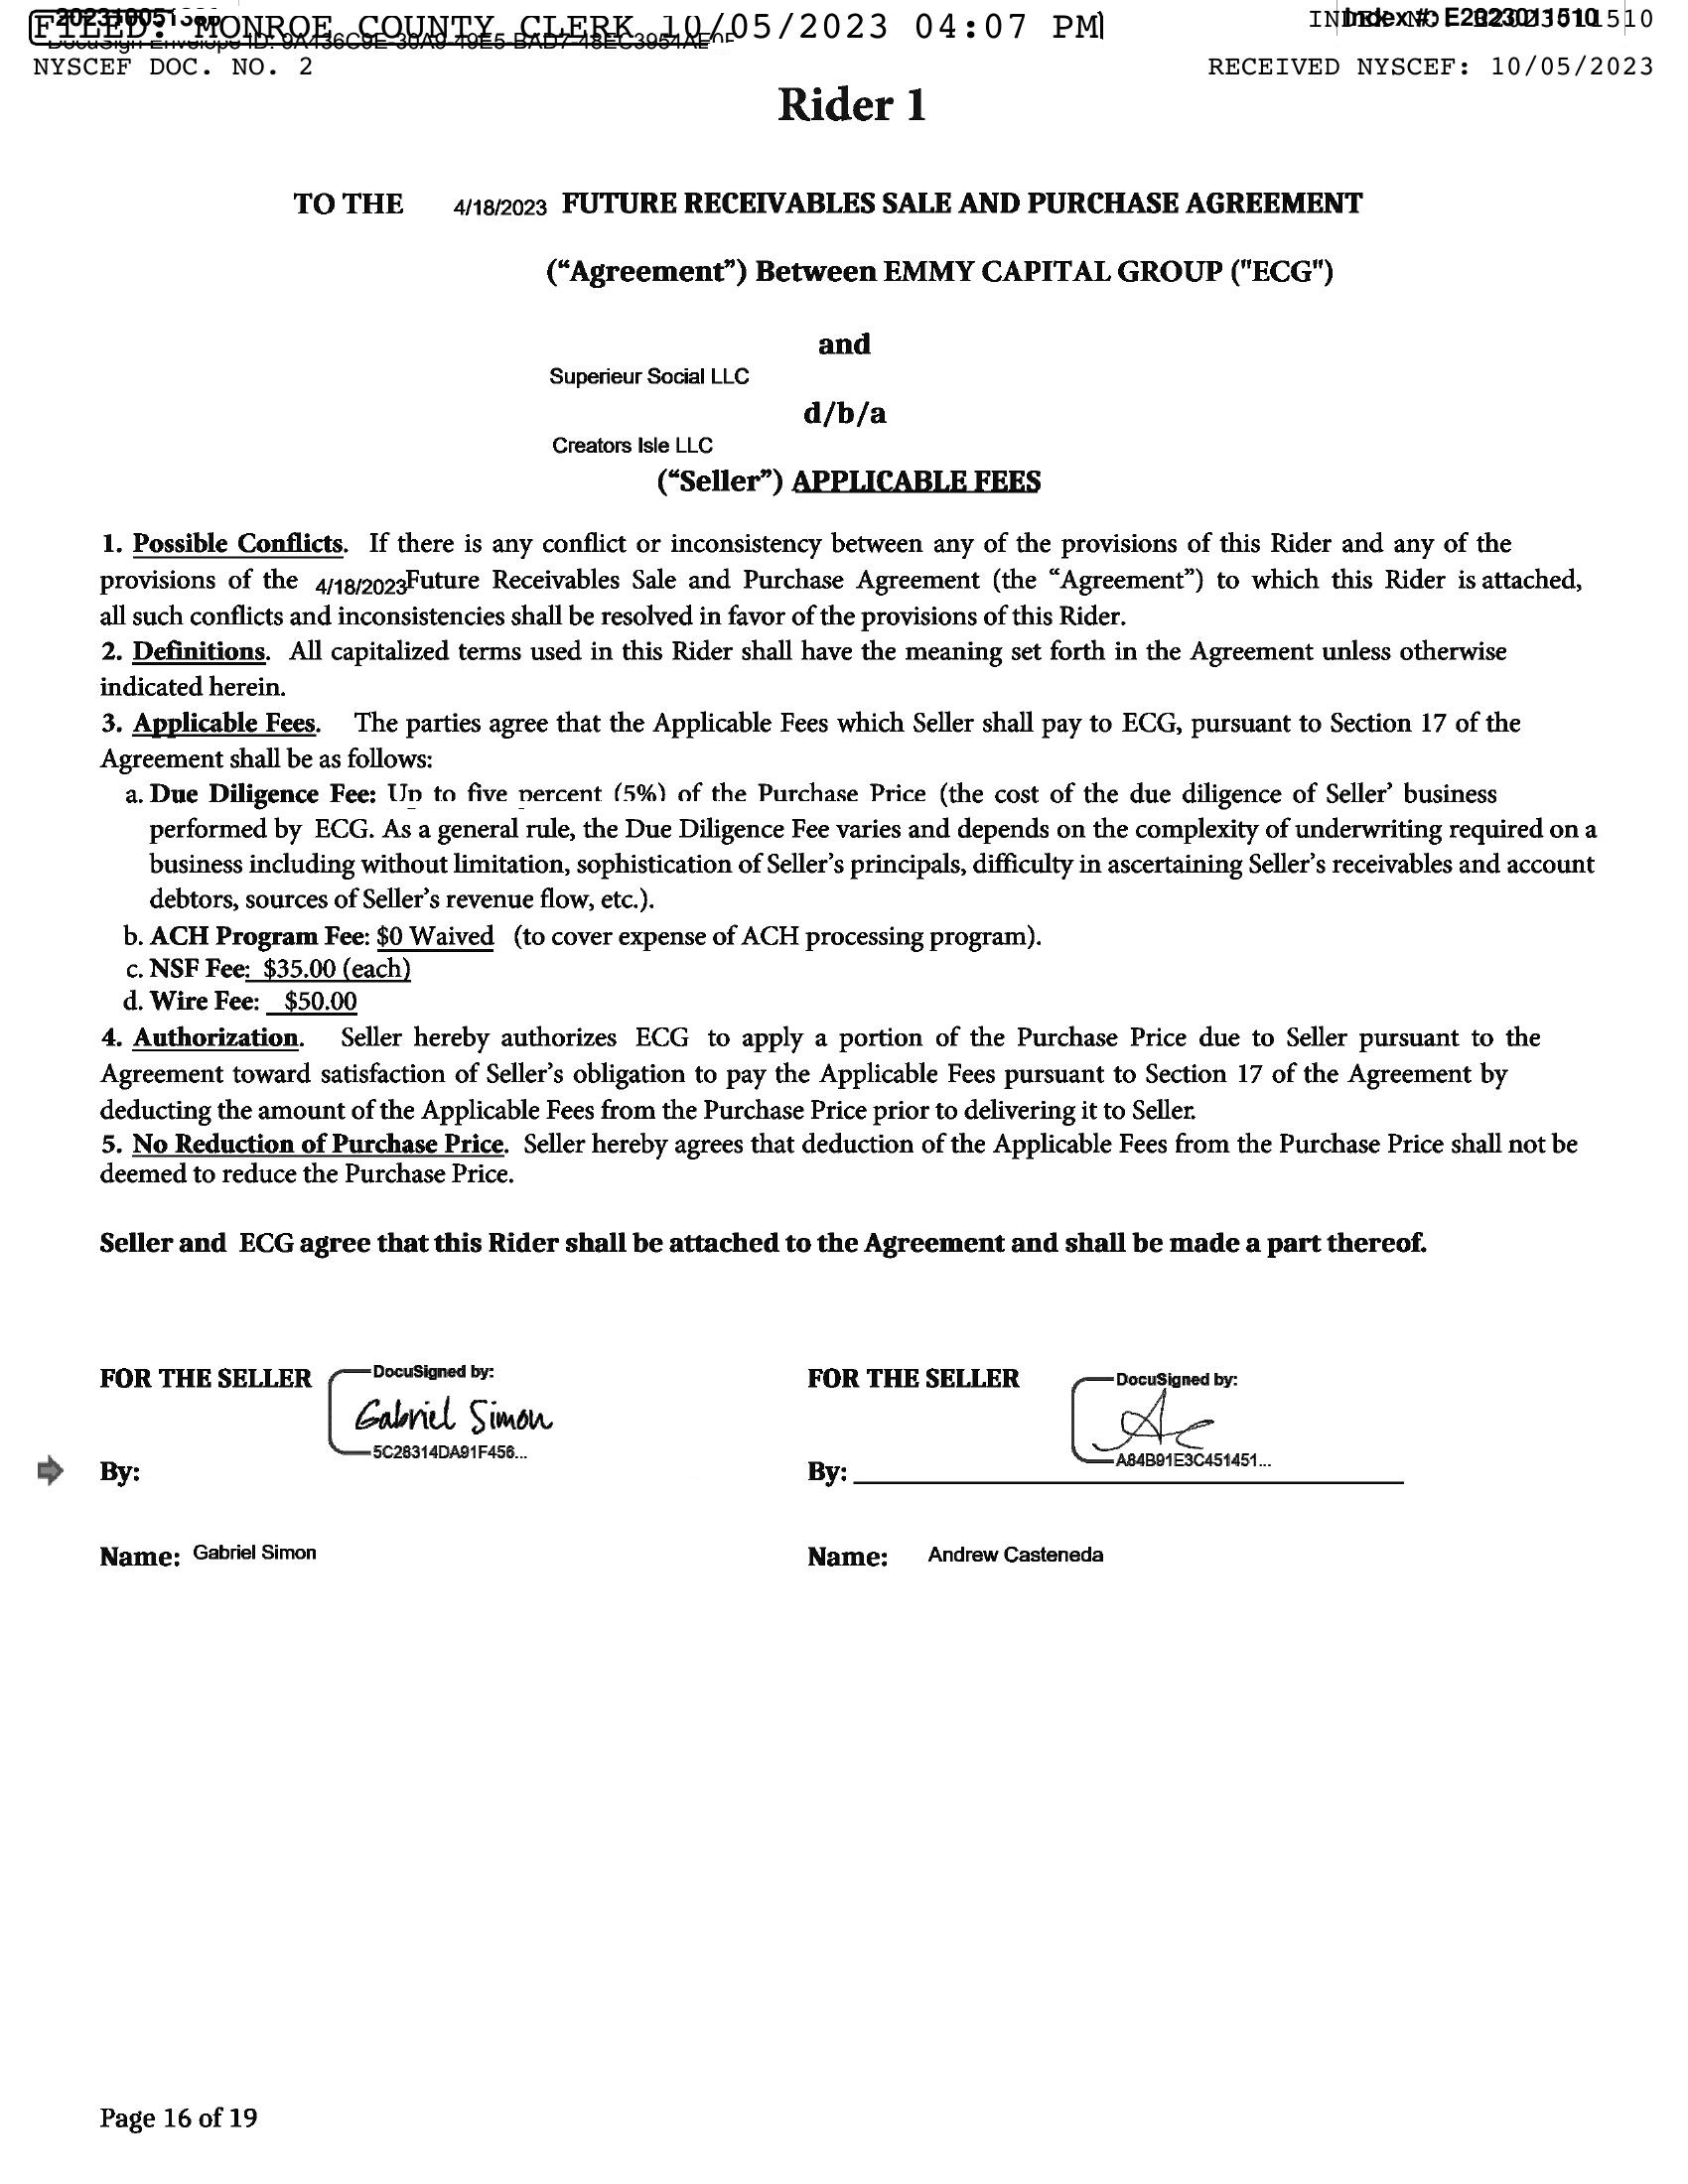 FILED: MONROE COUNTY CLERK 10/05/2023 04:07 PM
NYSCEF DOC. NO. 2
RECEIVED NYSCEF: 10/05/2023
Rider 1
TO THE 4/18/2023 FUTURE RECEIVABLES SALE AND PURCHASE AGREEMENT
(“Agreement”) Between EMMY CAPITAL GROUP ("ECG")
and
Superieur Social LLC
d/b/a
Creators Isle LLC
(“Seller”) APPLICABLE FEES
1. Possible Conflicts. If there is any conflict or inconsistency between any of the provisions of this Rider and any of the
provisions of the 4/18/2023 Future Receivables Sale and Purchase Agreement (the “Agreement”) to which this Rider is attached,
all such conflicts and inconsistencies shall be resolved in favor of the provisions of this Rider.
2. Definitions. All capitalized terms used in this Rider shall have the meaning set forth in the Agreement unless otherwise
indicated herein.
3. Applicable Fees. The parties agree that the Applicable Fees which Seller shall pay to ECG, pursuant to Section 17 of the
Agreement shall be as follows:
a. Due Diligence Fee: Up to five percent (5%) of the Purchase Price (the cost of the due diligence of Seller’ business
performed by ECG. As a general rule, the Due Diligence Fee varies and depends on the complexity of underwriting required on a
business including without limitation, sophistication of Seller’s principals, difficulty in ascertaining Seller’s receivables and account
debtors, sources of Seller’s revenue flow, etc.).
b. ACH Program Fee: $0 Waived (to cover expense of ACH processing program).
c. NSF Fee: $35.00 (each)
d. Wire Fee: $50.00
4. Authorization. Seller hereby authorizes ECG to apply a portion of the Purchase Price due to Seller pursuant to the
Agreement toward satisfaction of Seller’s obligation to pay the Applicable Fees pursuant to Section 17 of the Agreement by
deducting the amount of the Applicable Fees from the Purchase Price prior to delivering it to Seller.
5. No Reduction of Purchase Price. Seller hereby agrees that deduction of the Applicable Fees from the Purchase Price shall not be
deemed to reduce the Purchase Price.
Seller and ECG agree that this Rider shall be attached to the Agreement and shall be made a part thereof.
FOR THE SELLER
DocuSigned by:
Gabriel Simon
5C28314DA91F456...
By:
Name: Gabriel Simon
FOR THE SELLER
DocuSigned by:
A84B91E3C451451...
By:
Name: Andrew Casteneda
Page 16 of 19